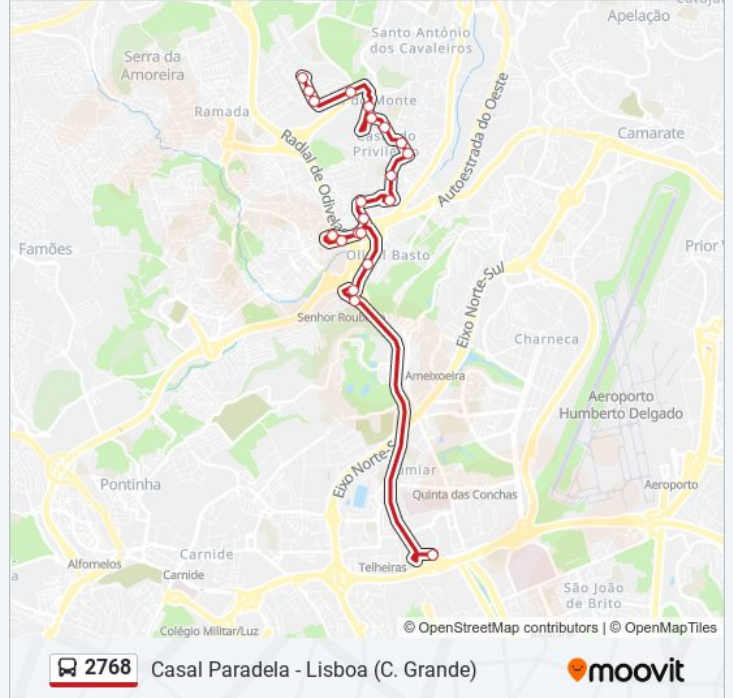 Apelação
Santo António
dos Cavaleiros
Serra da
Amoreira
Monte
Ramada
Camarate
Radial de Odivelas
Autoestrada do Oeste
Famões
Prior V
Basto
Eixo Norte-Sul
Senhor
Charneca
Ameixoeira
Aeroporto
Humberto Delgado
Eixo Norte-S
Pontinha
Quinta das Conchas
Aeroporto
Carnide
Alfornelos
Carnide
Telheiras
São João
de Brito
Colégio Militar/Luz
© OpenStreetMap contributors | © OpenMapTiles
2768 Casal Paradela - Lisboa (C. Grande)
moovit